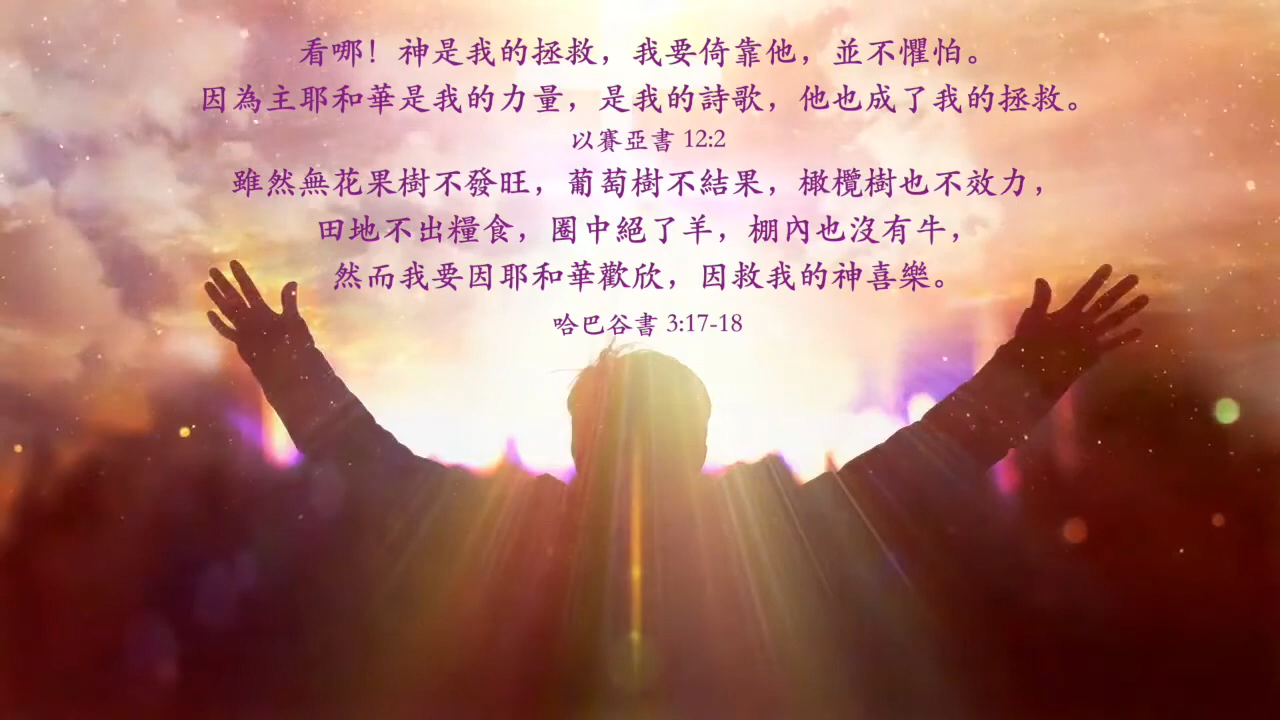 看哪！神是我的拯救，我要倚靠他，並不懼怕。
因為主耶和華是我的力量，是我的詩歌，他也成了我的拯救。
以賽亞書 12:2
雖然無花果樹不發旺，葡萄樹不結果，橄欖樹也不效力，
田地不出糧食，圈中絕了羊，棚內也沒有牛，
然而我要因耶和華歡欣，因救我的神喜樂。
哈巴谷書 3:17-18